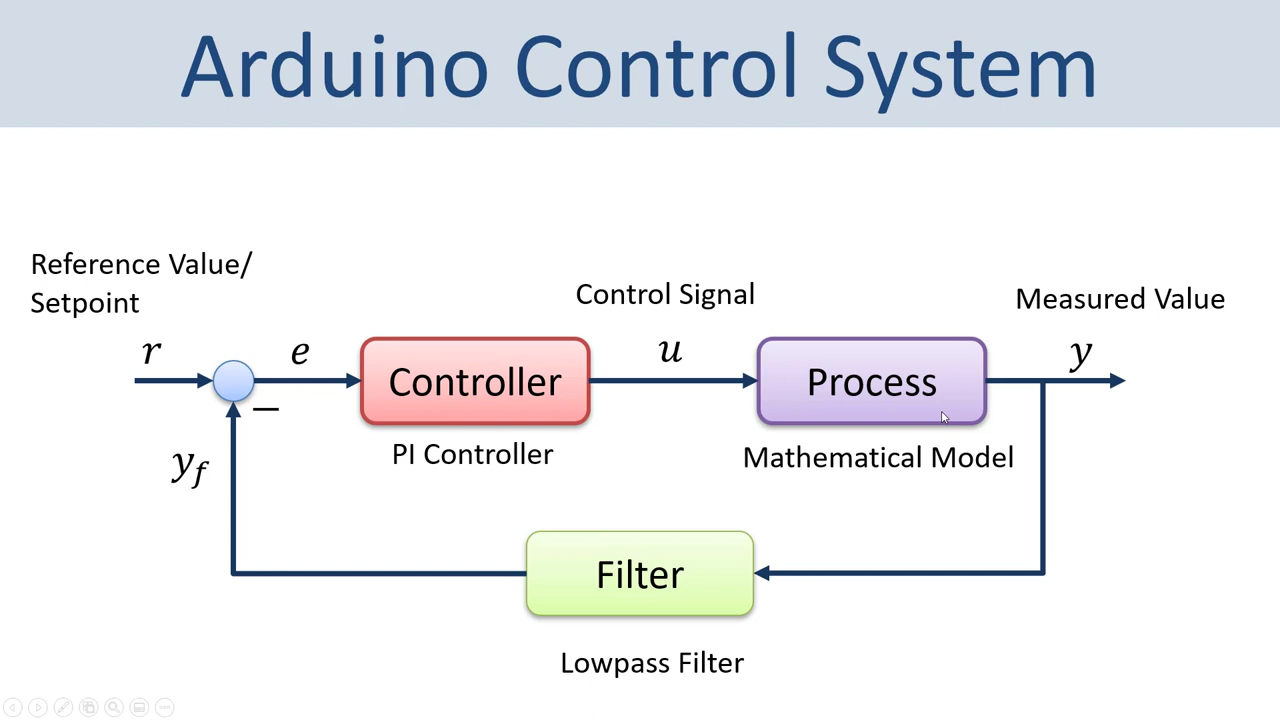 Arduino Control System
Reference Value/
Setpoint
Control Signal
Measured Value
r
e
u
y
Controller
Process
−
PI Controller
Mathematical Model
y_f
Filter
Lowpass Filter